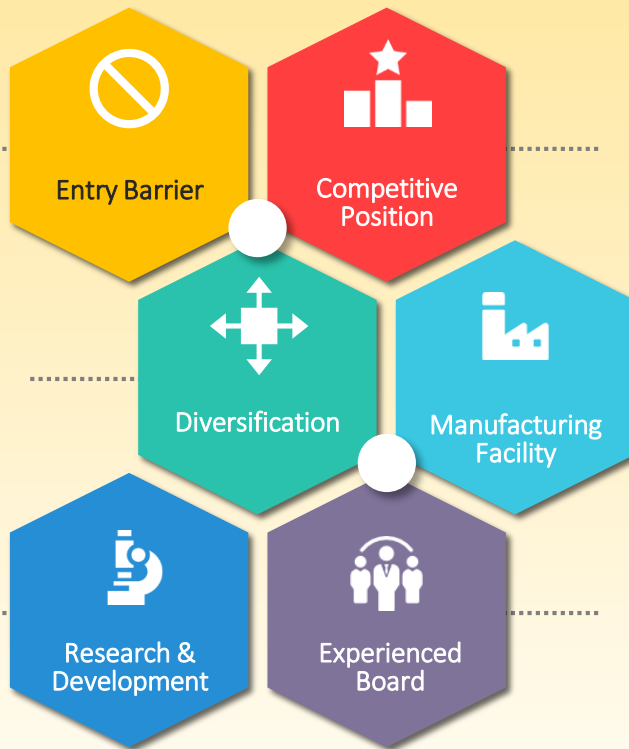 Entry Barrier
Competitive
Position
Diversification
Manufacturing
Facility
Research &
Development
Experienced
Board